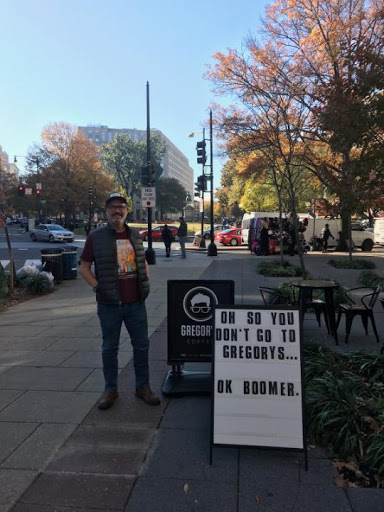 GREGORYS
COFFEE
OH SO YOU
DON'T GO TO
GREGORYS...
OK BOOMER.